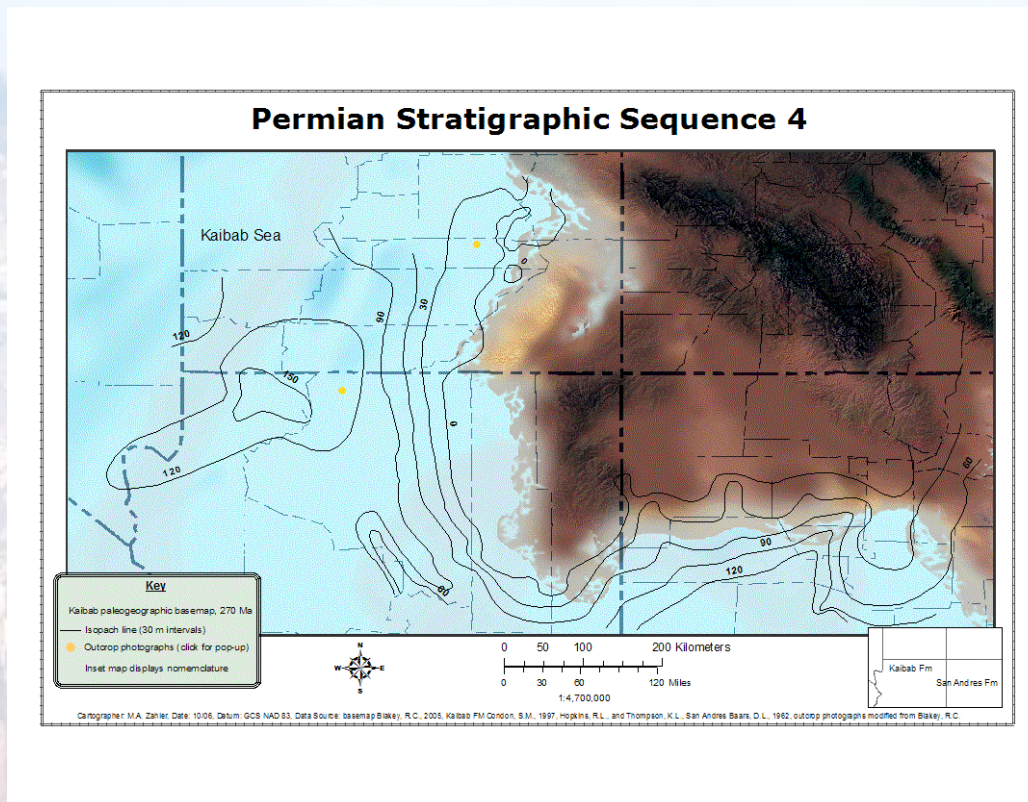 Permian Stratigraphic Sequence 4
Kaibab Sea
0
30
90
120
150
0
120
60
60
90
120
Key
Kaibab paleogeographic basemap, 270 Ma
Isopach line (30 m intervals)
Outcrop photographs (click for pop-up)
Inset map displays nomenclature
N
W E
S
0 50 100 200 Kilometers
0 30 60 120 Miles
1:4,700,000
Kaibab Fm
San Andres Fm
Cartographer: M.A. Zahler, Date: 10/06, Datum: GCS NAD 83, Data Source: basemap Blakey, R.C., 2005, Kaibab FM Condon, S.M., 1997, Hopkins, R.L., and Thompson, K.L., San Andres Baars, D.L., 1962, outcrop photographs modified from Blakey, R.C.